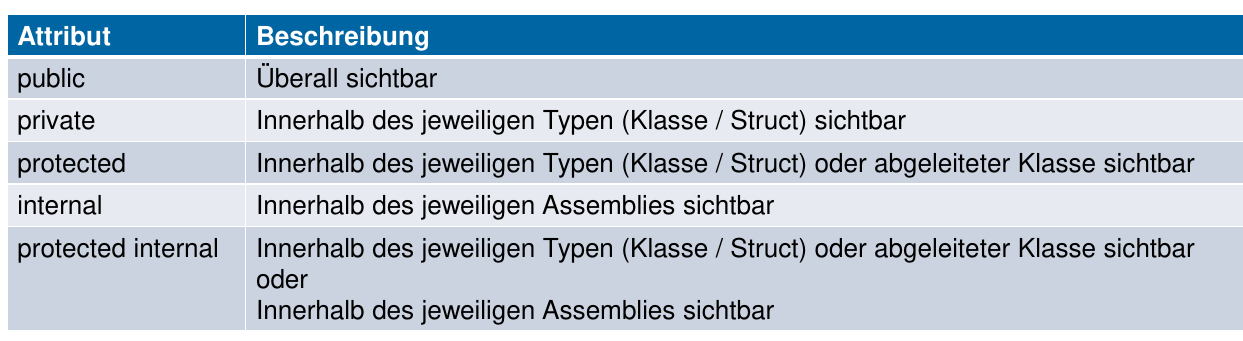 Attribut Beschreibung
public Überall sichtbar
private Innerhalb des jeweiligen Typen (Klasse / Struct) sichtbar
protected Innerhalb des jeweiligen Typen (Klasse / Struct) oder abgeleiteter Klasse sichtbar
internal Innerhalb des jeweiligen Assemblies sichtbar
protected internal Innerhalb des jeweiligen Typen (Klasse / Struct) oder abgeleiteter Klasse sichtbar
oder
Innerhalb des jeweiligen Assemblies sichtbar